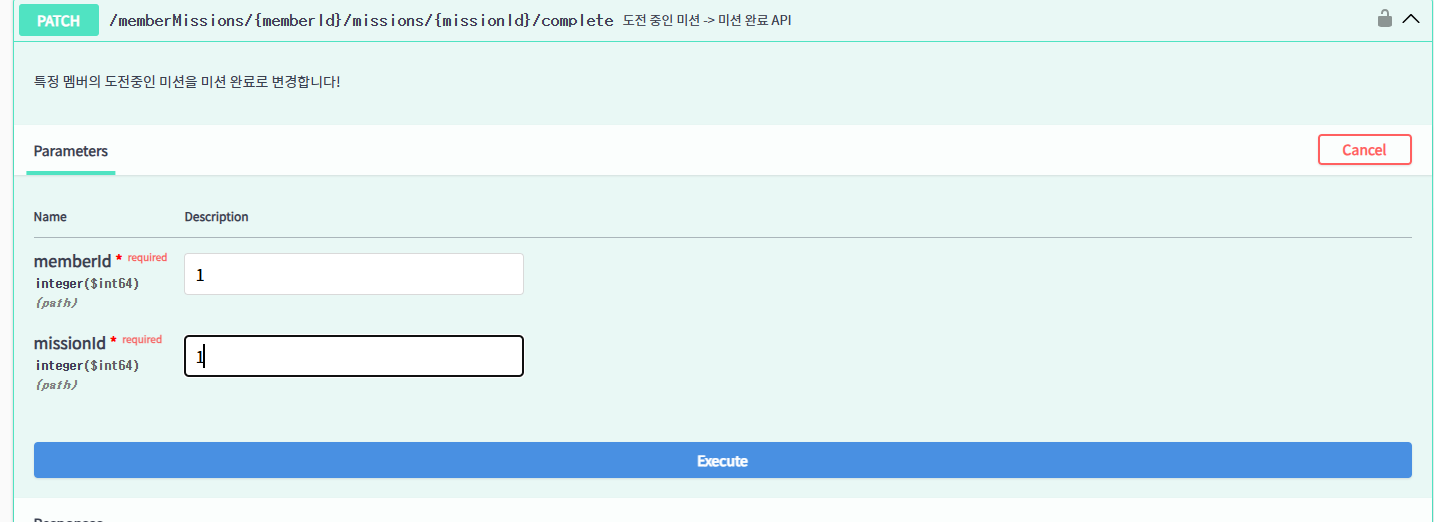 PATCH /memberMissions/{memberId}/missions/{missionId}/complete 도전 중인 미션 -> 미션 완료 API
특정 멤버의 도전중인 미션을 미션 완료로 변경합니다!
Parameters Cancel
Name Description
memberId * required
1
integer($int64)
(path)
missionId * required
1
integer($int64)
(path)
Execute
Responses